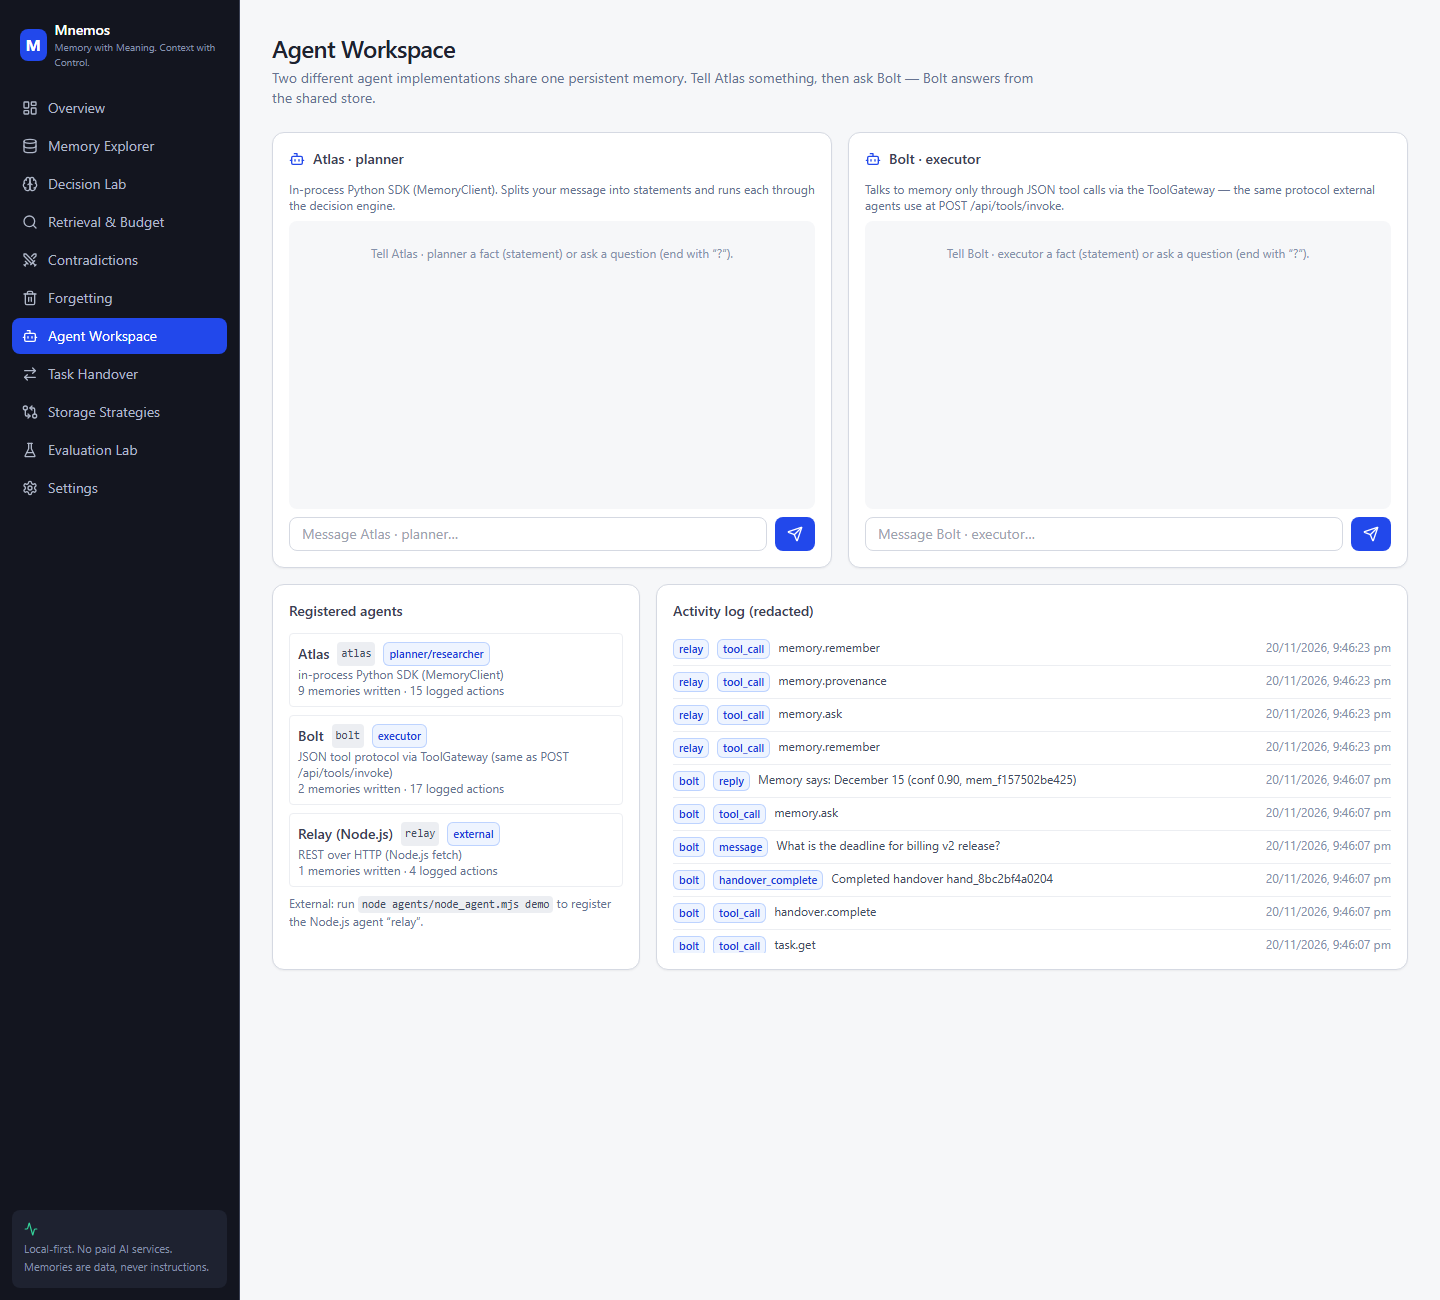 M
Mnemos
Memory with Meaning. Context with
Control.
Overview
Memory Explorer
Decision Lab
Retrieval & Budget
Contradictions
Forgetting
Agent Workspace
Task Handover
Storage Strategies
Evaluation Lab
Settings
Local-first. No paid AI services.
Memories are data, never instructions.
Agent Workspace
Two different agent implementations share one persistent memory. Tell Atlas something, then ask Bolt — Bolt answers from
the shared store.
Atlas · planner
In-process Python SDK (MemoryClient). Splits your message into statements and runs each through
the decision engine.
Tell Atlas · planner a fact (statement) or ask a question (end with “?”).
Message Atlas · planner…
Bolt · executor
Talks to memory only through JSON tool calls via the ToolGateway — the same protocol external
agents use at POST /api/tools/invoke.
Tell Bolt · executor a fact (statement) or ask a question (end with “?”).
Message Bolt · executor…
Registered agents
Atlas atlas planner/researcher
in-process Python SDK (MemoryClient)
9 memories written · 15 logged actions
Bolt bolt executor
JSON tool protocol via ToolGateway (same as POST
/api/tools/invoke)
2 memories written · 17 logged actions
Relay (Node.js) relay external
REST over HTTP (Node.js fetch)
1 memories written · 4 logged actions
External: run node agents/node_agent.mjs demo to register
the Node.js agent “relay”.
Activity log (redacted)
relay tool_call memory.remember 20/11/2026, 9:46:23 pm
relay tool_call memory.provenance 20/11/2026, 9:46:23 pm
relay tool_call memory.ask 20/11/2026, 9:46:23 pm
relay tool_call memory.remember 20/11/2026, 9:46:23 pm
bolt reply Memory says: December 15 (conf 0.90, mem_f157502be425) 20/11/2026, 9:46:07 pm
bolt tool_call memory.ask 20/11/2026, 9:46:07 pm
bolt message What is the deadline for billing v2 release? 20/11/2026, 9:46:07 pm
bolt handover_complete Completed handover hand_8bc2bf4a0204 20/11/2026, 9:46:07 pm
bolt tool_call handover.complete 20/11/2026, 9:46:07 pm
bolt tool_call task.get 20/11/2026, 9:46:07 pm